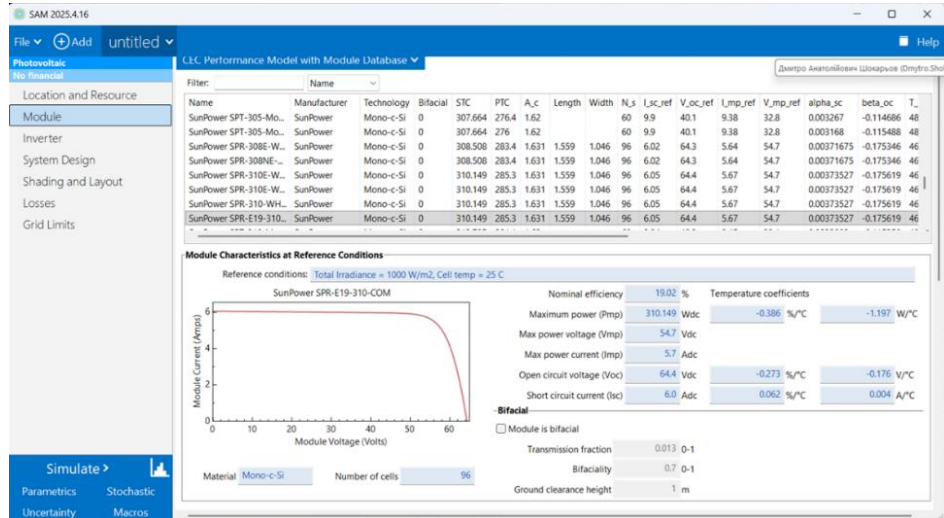 SAM 2025.4.16
File Add untitled Help
Photovoltaic
No financial
Location and Resource
Module
Inverter
System Design
Shading and Layout
Losses
Grid Limits
Simulate >
Parametrics Stochastic
Uncertainty Macros
CEC Performance Model with Module Database
Дмитро Анатолійович Шокарьов (Dmytro.Sho
Filter: Name
Name Manufacturer Technology Bifacial STC PTC A_c Length Width N_s I_sc_ref V_oc_ref I_mp_ref V_mp_ref alpha_sc beta_oc T_
SunPower SPT-305-Mo... SunPower Mono-c-Si 0 307.664 276.4 1.62 60 9.9 40.1 9.38 32.8 0.003267 -0.114686 48
SunPower SPT-305-Mo... SunPower Mono-c-Si 0 307.664 276 1.62 60 9.9 40.1 9.38 32.8 0.003168 -0.115488 48
SunPower SPR-308E-W... SunPower Mono-c-Si 0 308.508 283.4 1.631 1.559 1.046 96 6.02 64.3 5.64 54.7 0.00371675 -0.175346 46
SunPower SPR-308NE-... SunPower Mono-c-Si 0 308.508 283.4 1.631 1.559 1.046 96 6.02 64.3 5.64 54.7 0.00371675 -0.175346 46
SunPower SPR-310E-W... SunPower Mono-c-Si 0 310.149 285.3 1.631 1.559 1.046 96 6.05 64.4 5.67 54.7 0.00373527 -0.175619 46
SunPower SPR-310E-W... SunPower Mono-c-Si 0 310.149 285.3 1.631 1.559 1.046 96 6.05 64.4 5.67 54.7 0.00373527 -0.175619 46
SunPower SPR-310-WH... SunPower Mono-c-Si 0 310.149 285.3 1.631 1.559 1.046 96 6.05 64.4 5.67 54.7 0.00373527 -0.175619 46
SunPower SPR-E19-310... SunPower Mono-c-Si 0 310.149 285.3 1.631 1.559 1.046 96 6.05 64.4 5.67 54.7 0.00373527 -0.175619 46
Module Characteristics at Reference Conditions
Reference conditions: Total Irradiance = 1000 W/m2, Cell temp = 25 C
SunPower SPR-E19-310-COM
Module Current (Amps)
6
4
2
0
0 10 20 30 40 50 60
Module Voltage (Volts)
Material Mono-c-Si Number of cells 96
Nominal efficiency 19.02 % Temperature coefficients
Maximum power (Pmp) 310.149 Wdc -0.386 %/°C -1.197 W/°C
Max power voltage (Vmp) 54.7 Vdc
Max power current (Imp) 5.7 Adc
Open circuit voltage (Voc) 64.4 Vdc -0.273 %/°C -0.176 V/°C
Short circuit current (Isc) 6.0 Adc 0.062 %/°C 0.004 A/°C
Bifacial
Module is bifacial
Transmission fraction 0.013 0-1
Bifaciality 0.7 0-1
Ground clearance height 1 m